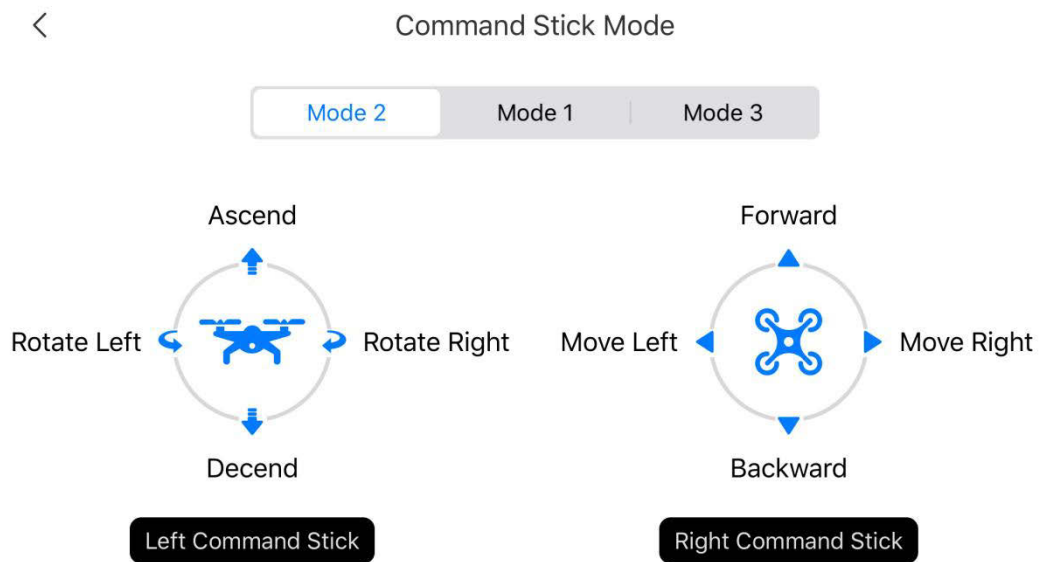 Command Stick Mode
Mode 2 Mode 1 Mode 3
Ascend Forward
Rotate Left Rotate Right Move Left Move Right
Decend Backward
Left Command Stick Right Command Stick